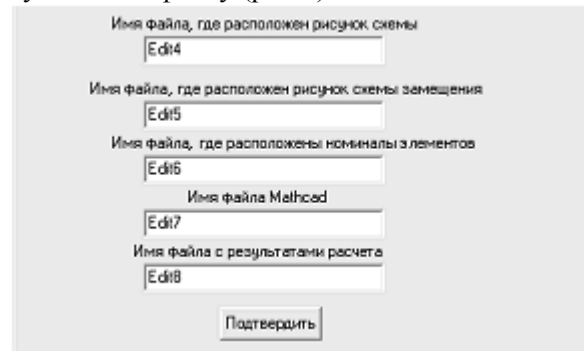 Имя файла, где расположен рисунок схемы
Edit4
Имя файла, где расположен рисунок схемы замещения
Edit5
Имя файла, где расположены номиналы элементов
Edit6
Имя файла Mathcad
Edit7
Имя файла с результатами расчета
Edit8
Подтвердить